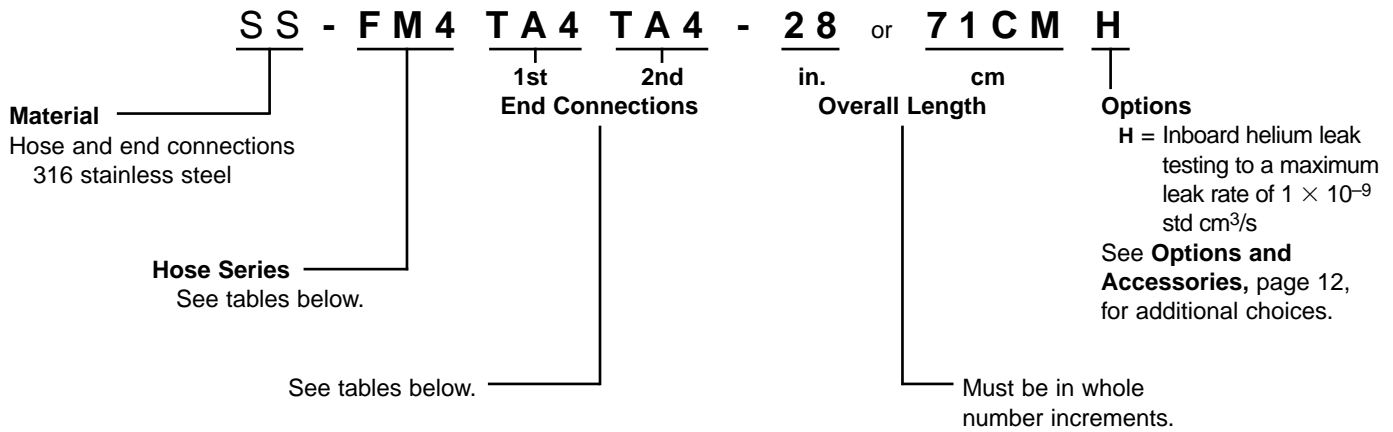 SS - FM4 TA4 TA4 - 28 or 71CM H
1st 2nd in. cm
End Connections Overall Length
Material
Hose and end connections
316 stainless steel
Options
H = Inboard helium leak
testing to a maximum
leak rate of 1 × 10⁻⁹
std cm³/s
See Options and
Accessories, page 12,
for additional choices.
Hose Series
See tables below.
See tables below.
Must be in whole
number increments.